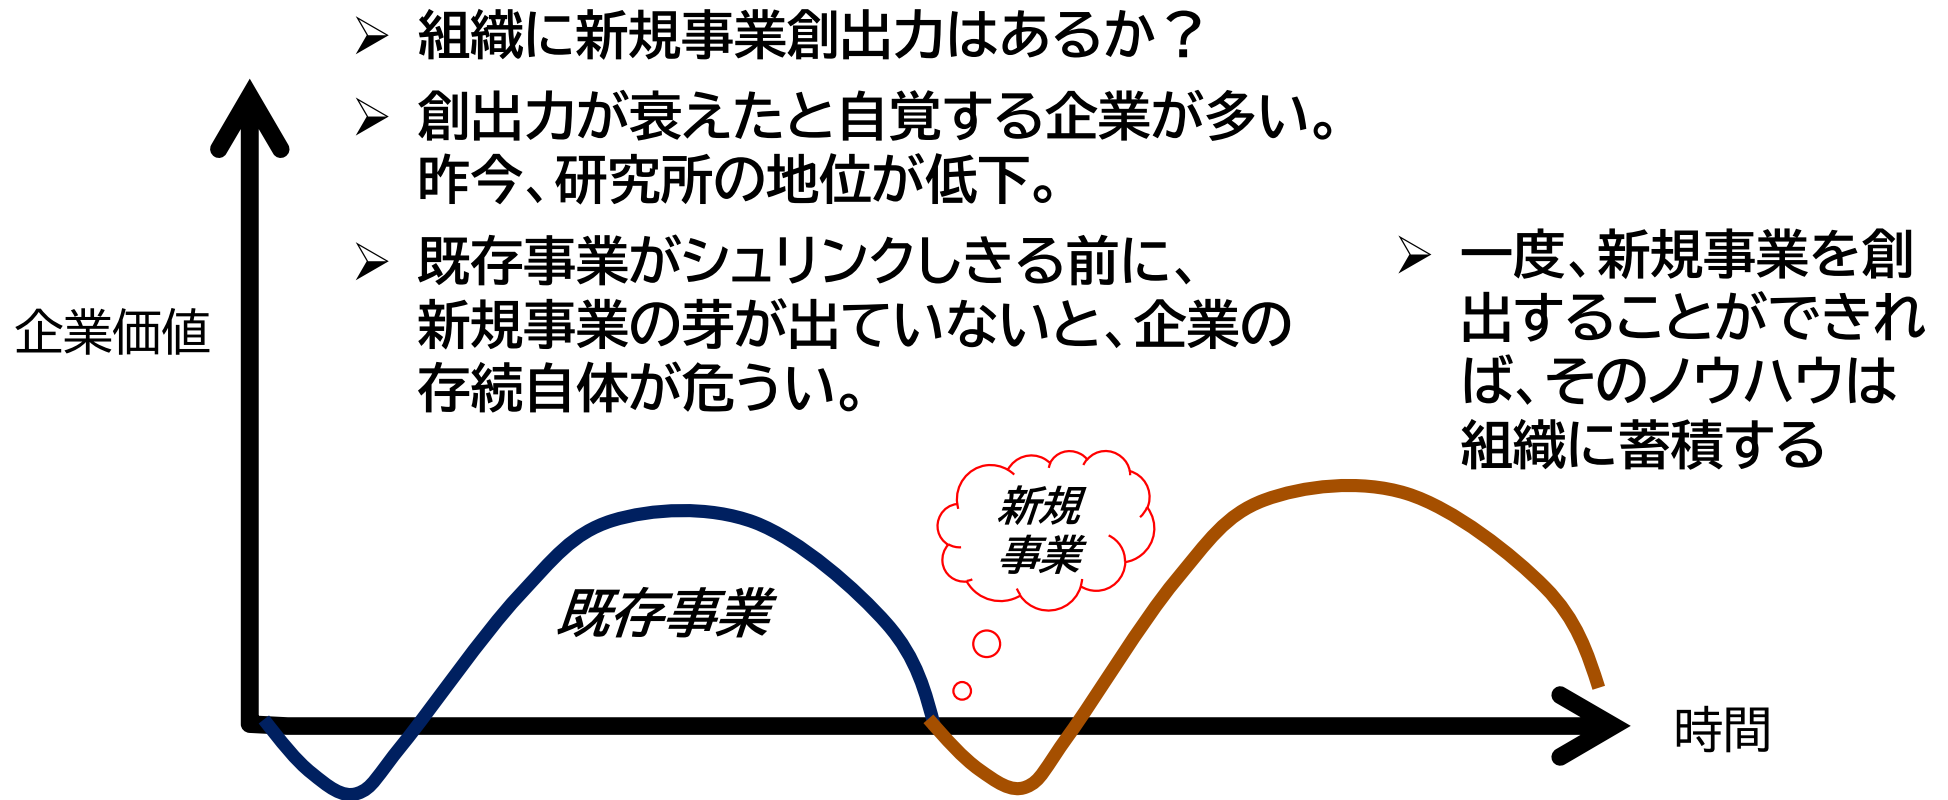 ➢ 組織に新規事業創出力はあるか？
➢ 創出力が衰えたと自覚する企業が多い。
昨今、研究所の地位が低下。
➢ 既存事業がシュリンクしきる前に、
新規事業の芽が出ていないと、企業の
存続自体が危うい。
➢ 一度、新規事業を創
出することができれ
ば、そのノウハウは
組織に蓄積する
企業価値
新規
事業
既存事業
時間